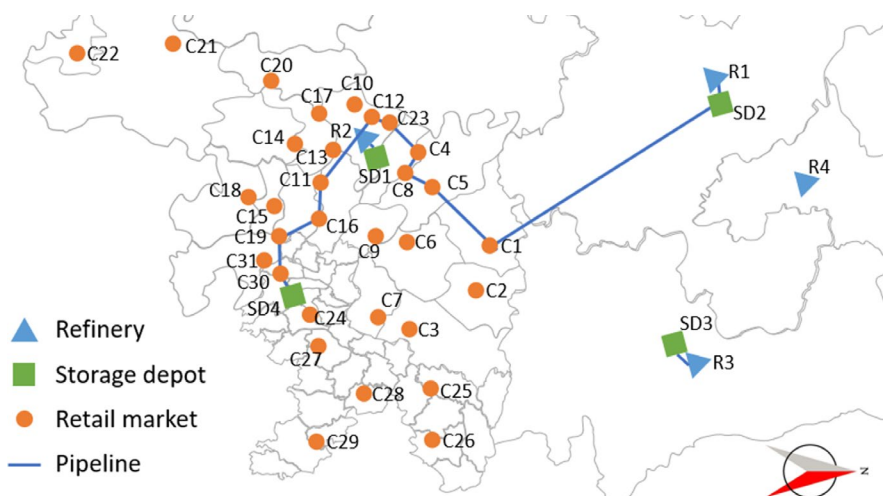 C22
C21
C20
C10
C17
C12
C23
R1
SD2
C14
R2
C13
C4
C11
SD1
C8
C5
R4
C18
C15
C16
C19
C9
C6
C1
C31
C30
C2
SD4
C24
C7
C3
SD3
R3
C27
C28
C25
C29
C26
Refinery
Storage depot
Retail market
Pipeline
N